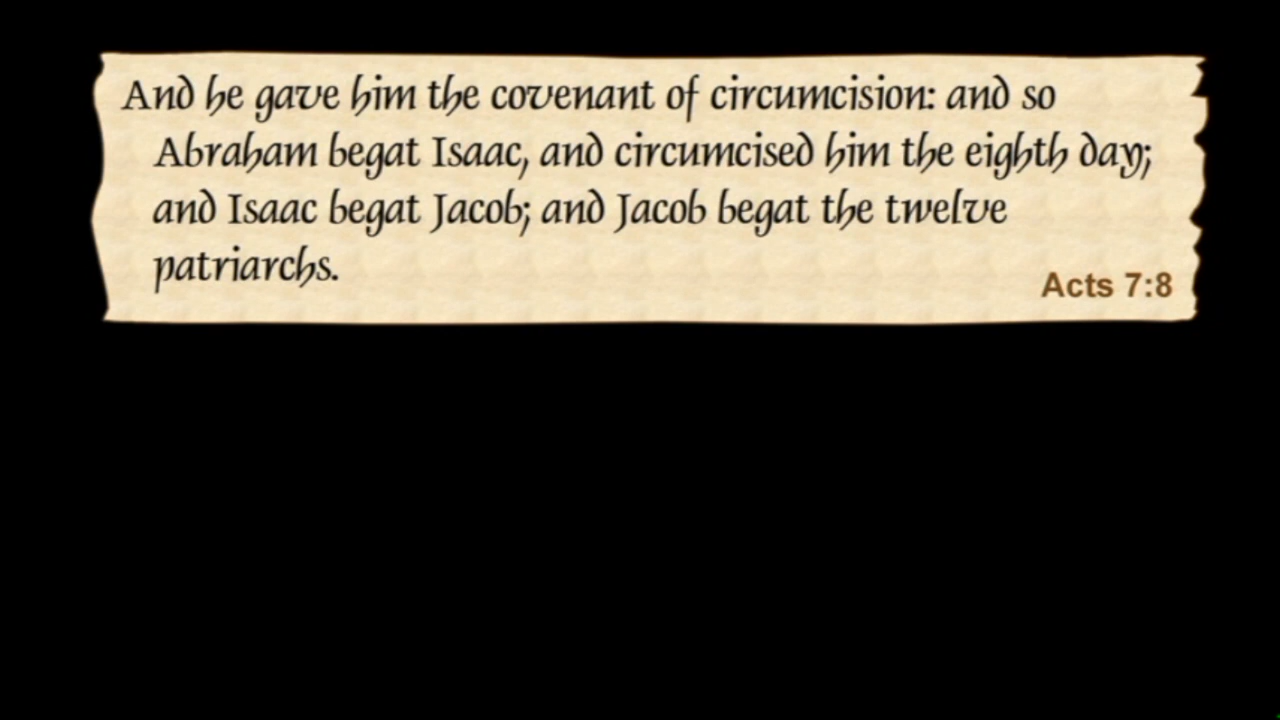 And he gave him the covenant of circumcision: and so
Abraham begat Isaac, and circumcised him the eighth day;
and Isaac begat Jacob; and Jacob begat the twelve
patriarchs.
Acts 7:8